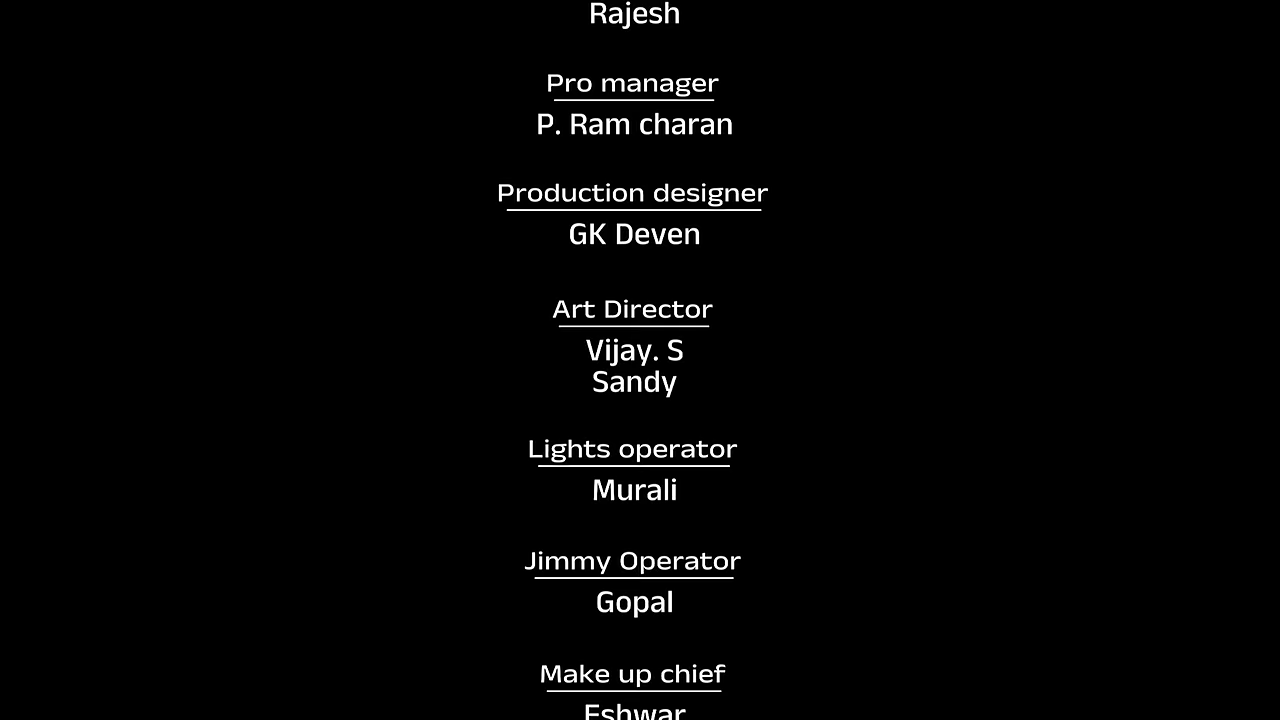 Rajesh
Pro manager
P. Ram charan
Production designer
GK Deven
Art Director
Vijay. S
Sandy
Lights operator
Murali
Jimmy Operator
Gopal
Make up chief
Eshwar